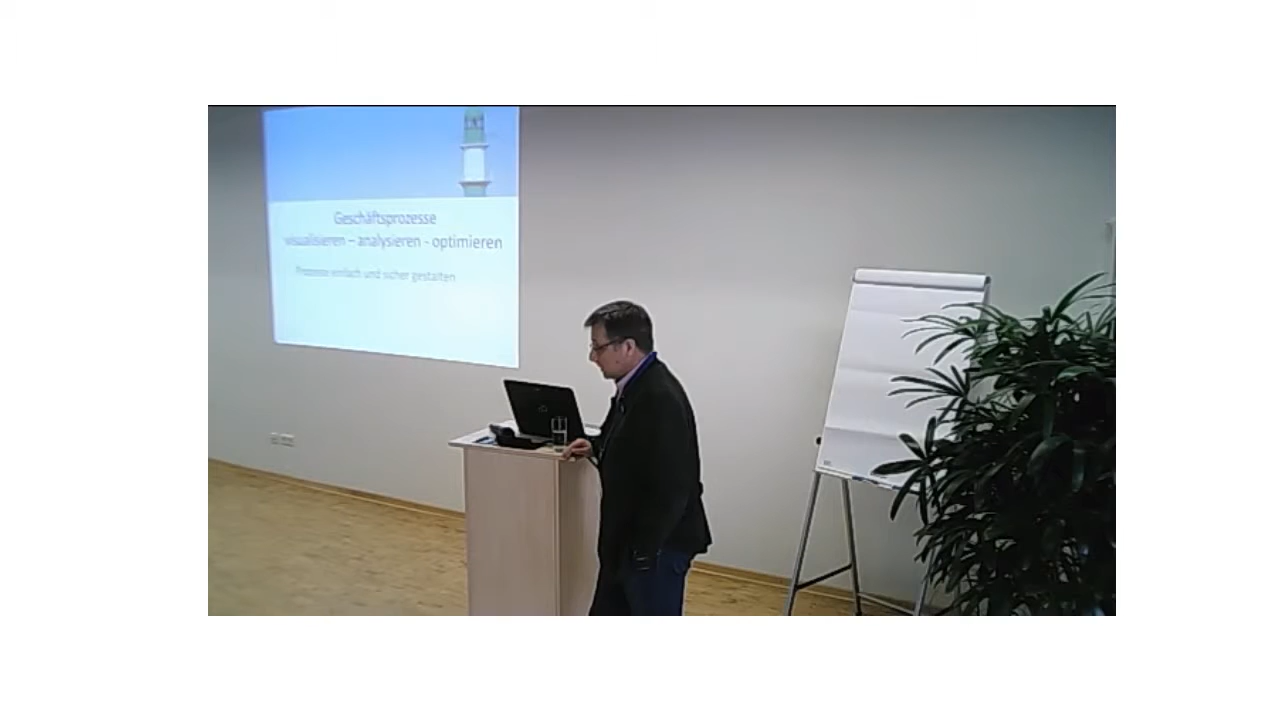 Geschäftsprozesse
visualisieren – analysieren - optimieren
Prozesse einfach und sicher gestalten